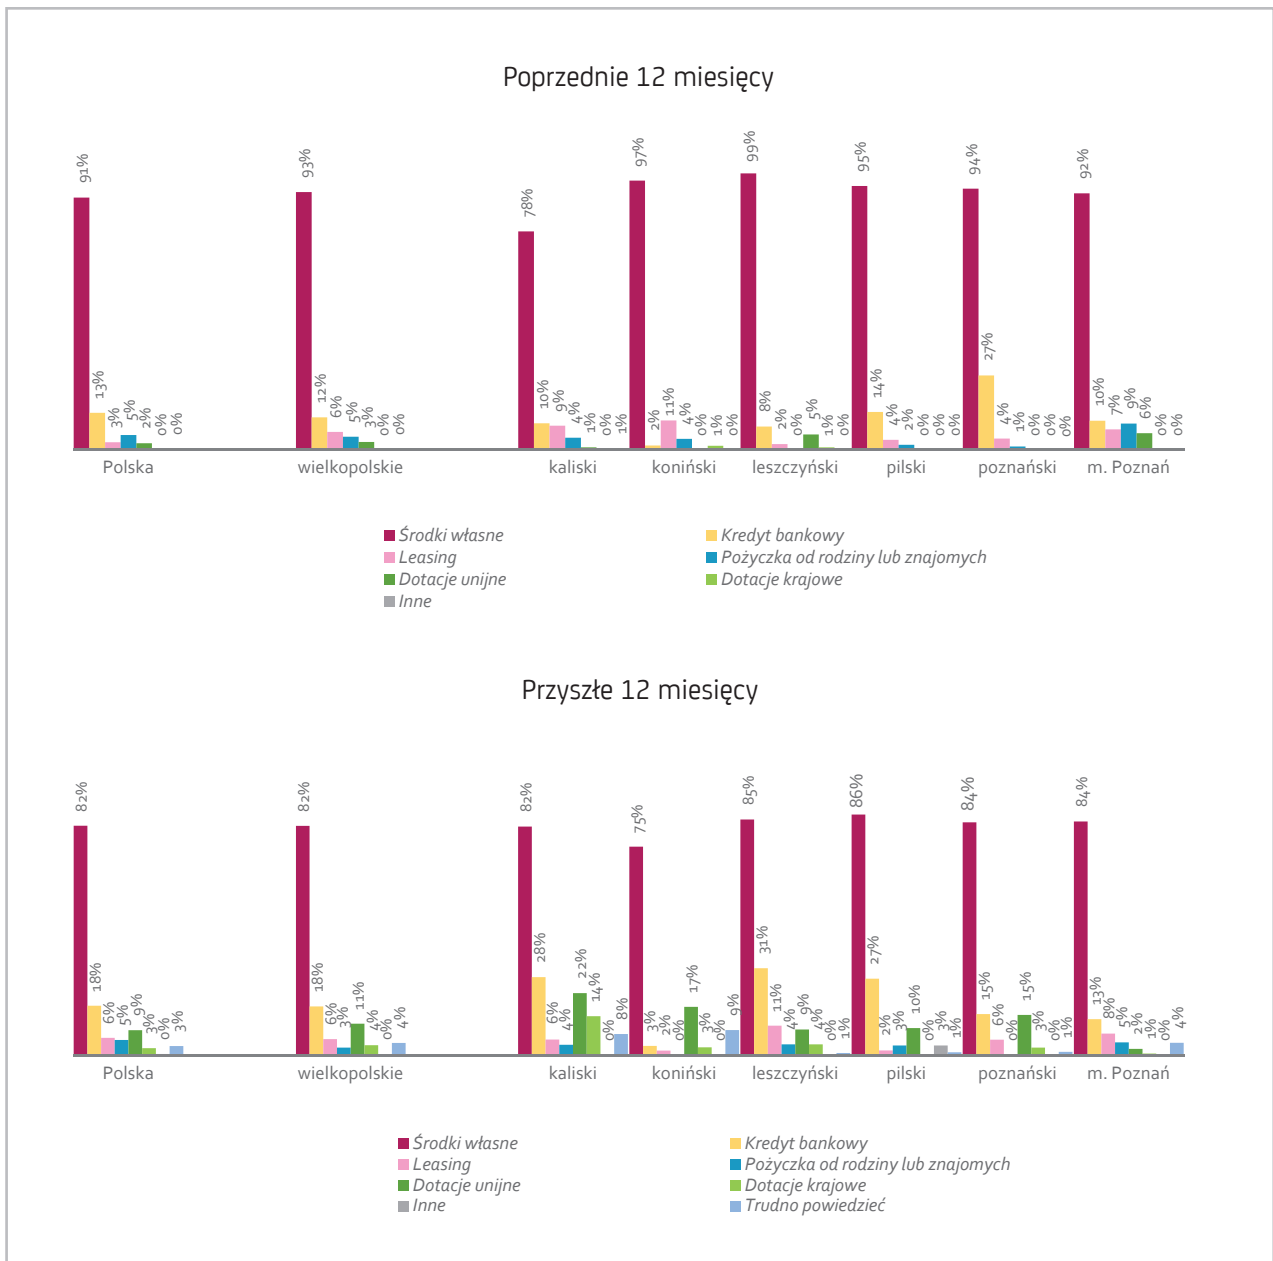 Poprzednie 12 miesięcy
91% 13% 3% 5% 2% 0% 0%
93% 12% 6% 5% 3% 0% 0%
78% 10% 9% 4% 1% 0% 1%
97% 2% 11% 4% 0% 1% 0%
99% 8% 2% 0% 5% 1% 0%
95% 14% 4% 2% 0% 0% 0%
94% 27% 4% 1% 0% 0% 0%
92% 10% 7% 9% 6% 0% 0%
Polska wielkopolskie kaliski koniński leszczyński pilski poznański m. Poznań
Środki własne Kredyt bankowy
Leasing Pożyczka od rodziny lub znajomych
Dotacje unijne Dotacje krajowe
Inne
Przyszłe 12 miesięcy
82% 18% 6% 5% 9% 3% 0% 3%
82% 18% 6% 3% 11% 4% 0% 4%
82% 28% 6% 4% 22% 14% 0% 8%
75% 3% 2% 0% 17% 3% 0% 9%
85% 31% 11% 4% 9% 4% 1%
86% 27% 2% 3% 10% 0% 3% 1%
84% 15% 6% 0% 15% 3% 0% 1%
84% 13% 8% 5% 2% 1% 0% 4%
Polska wielkopolskie kaliski koniński leszczyński pilski poznański m. Poznań
Środki własne Kredyt bankowy
Leasing Pożyczka od rodziny lub znajomych
Dotacje unijne Dotacje krajowe
Inne Trudno powiedzieć